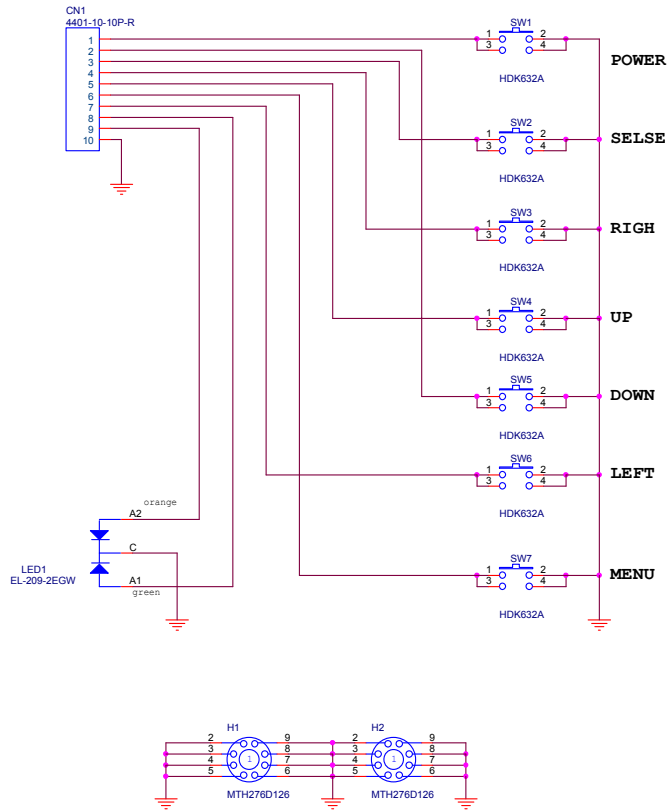 CN1
4401-10-10P-R
1
2
3
4
5
6
7
8
9
10
SW1
1 2
3 4
HDK632A
POWER
SW2
1 2
3 4
HDK632A
SELSE
SW3
1 2
3 4
HDK632A
RIGH
SW4
1 2
3 4
HDK632A
UP
SW5
1 2
3 4
HDK632A
DOWN
SW6
1 2
3 4
HDK632A
LEFT
SW7
1 2
3 4
HDK632A
MENU
orange
A2
C
LED1
EL-209-2EGW
A1
green
H1
2 9
3 8
4 1 7
5 6
MTH276D126
H2
2 9
3 8
4 1 7
5 6
MTH276D126